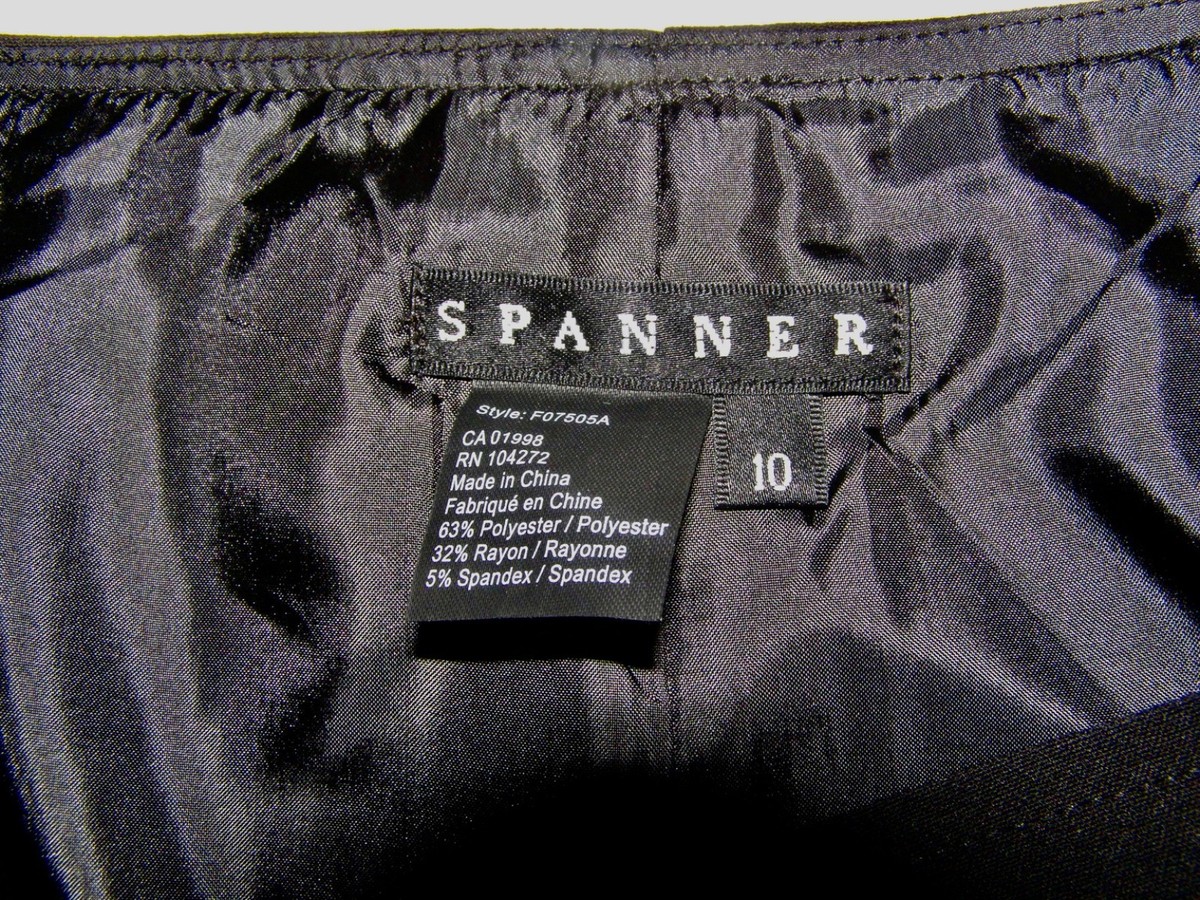 SPANNER
Style: F07505A
CA 01998
RN 104272
Made in China
Fabriqué en Chine
63% Polyester / Polyester
32% Rayon / Rayonne
5% Spandex / Spandex
10